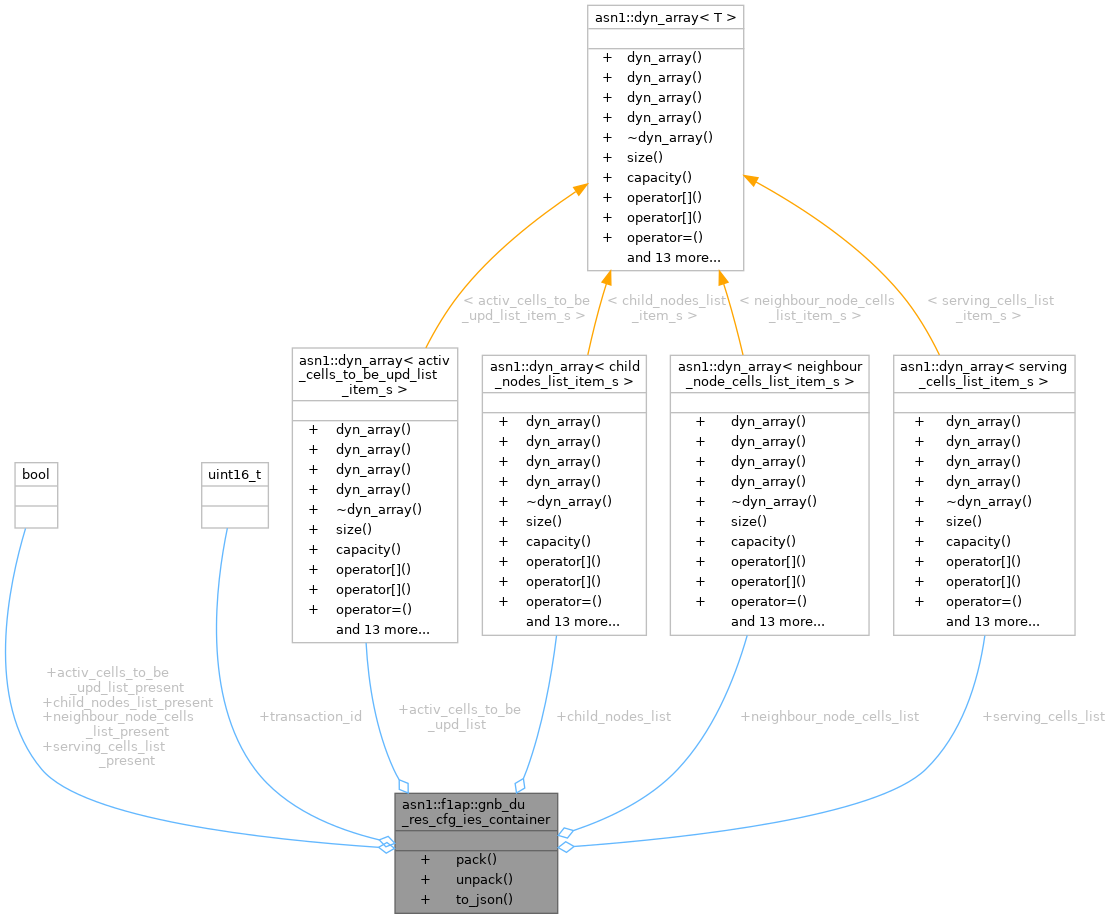 asn1::dyn_array< T >
+ dyn_array()
+ dyn_array()
+ dyn_array()
+ dyn_array()
+ ~dyn_array()
+ size()
+ capacity()
+ operator[]()
+ operator[]()
+ operator=()
and 13 more...
< activ_cells_to_be
_upd_list_item_s >
< child_nodes_list
_item_s >
< neighbour_node_cells
_list_item_s >
< serving_cells_list
_item_s >
bool
uint16_t
asn1::dyn_array< activ
_cells_to_be_upd_list
_item_s >
+ dyn_array()
+ dyn_array()
+ dyn_array()
+ dyn_array()
+ ~dyn_array()
+ size()
+ capacity()
+ operator[]()
+ operator[]()
+ operator=()
and 13 more...
asn1::dyn_array< child
_nodes_list_item_s >
+ dyn_array()
+ dyn_array()
+ dyn_array()
+ dyn_array()
+ ~dyn_array()
+ size()
+ capacity()
+ operator[]()
+ operator[]()
+ operator=()
and 13 more...
asn1::dyn_array< neighbour
_node_cells_list_item_s >
+ dyn_array()
+ dyn_array()
+ dyn_array()
+ dyn_array()
+ ~dyn_array()
+ size()
+ capacity()
+ operator[]()
+ operator[]()
+ operator=()
and 13 more...
asn1::dyn_array< serving
_cells_list_item_s >
+ dyn_array()
+ dyn_array()
+ dyn_array()
+ dyn_array()
+ ~dyn_array()
+ size()
+ capacity()
+ operator[]()
+ operator[]()
+ operator=()
and 13 more...
+activ_cells_to_be
_upd_list_present
+child_nodes_list_present
+neighbour_node_cells
_list_present
+serving_cells_list
_present
+transaction_id
+activ_cells_to_be
_upd_list
+child_nodes_list
+neighbour_node_cells_list
+serving_cells_list
asn1::f1ap::gnb_du
_res_cfg_ies_container
+ pack()
+ unpack()
+ to_json()